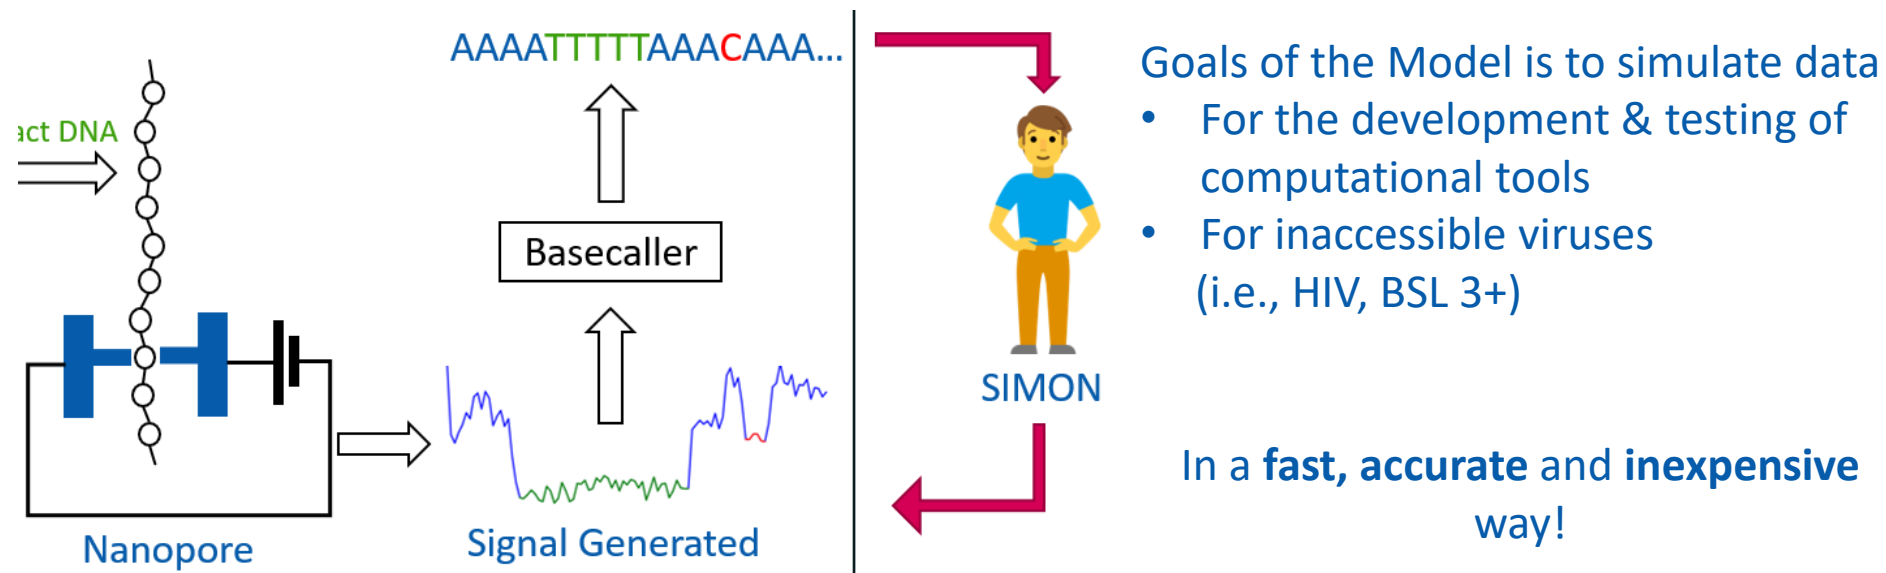 AAAATTTTTAAACAAA...
act DNA
Basecaller
Nanopore
Signal Generated
SIMON
Goals of the Model is to simulate data
• For the development & testing of
computational tools
• For inaccessible viruses
(i.e., HIV, BSL 3+)
In a fast, accurate and inexpensive
way!